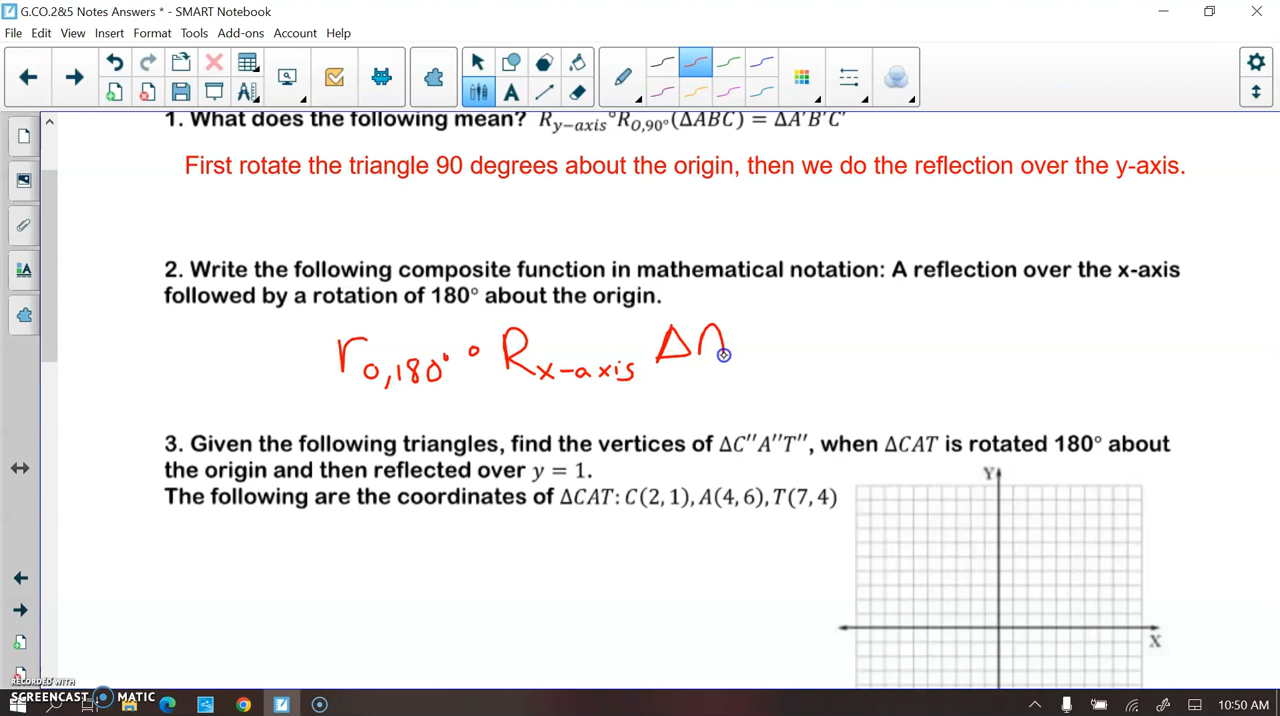 G.CO.2&5 Notes Answers * - SMART Notebook
File Edit View Insert Format Tools Add-ons Account Help
1. What does the following mean? R_{y−axis}°R_{O,90°}(ΔABC) = ΔA'B'C'
First rotate the triangle 90 degrees about the origin, then we do the reflection over the y-axis.
2. Write the following composite function in mathematical notation: A reflection over the x-axis
followed by a rotation of 180° about the origin.
r_{0,180°} ∘ R_{x-axis} Δ
3. Given the following triangles, find the vertices of ΔC''A''T'', when ΔCAT is rotated 180° about
the origin and then reflected over y = 1.
The following are the coordinates of ΔCAT: C(2, 1), A(4, 6), T(7, 4)
Y
X
RECORDED WITH
SCREENCAST MATIC
10:50 AM